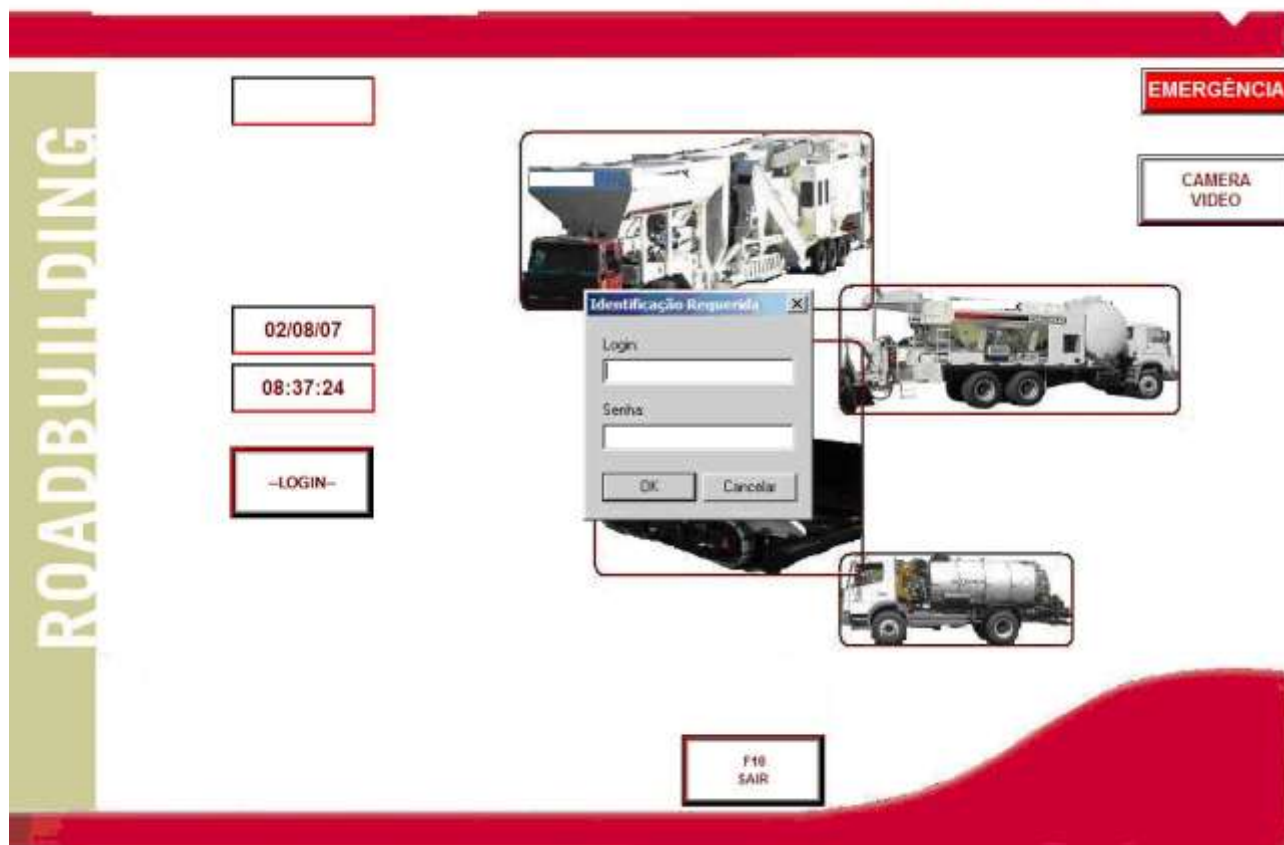 ROADBUILDING
EMERGÊNCIA
CAMERA
VIDEO
Identificação Requerida
Login:
02/08/07
08:37:24
Senha:
--LOGIN--
OK
Cancelar
F10
SAIR